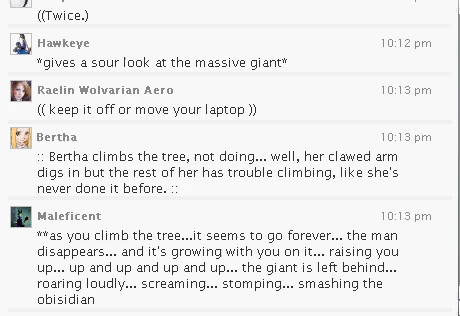 ((Twice.)
Hawkeye 10:12 pm
*gives a sour look at the massive giant*
Raelin Wolvarian Aero 10:13 pm
(( keep it off or move your laptop ))
Bertha 10:13 pm
:: Bertha climbs the tree, not doing... well, her clawed arm
digs in but the rest of her has trouble climbing, like she's
never done it before. ::
Maleficent 10:13 pm
**as you climb the tree...it seems to go forever... the man
disappears... and it's growing with you on it... raising you
up... up and up and up and up... the giant is left behind...
roaring loudly... screaming... stomping... smashing the
obisidian